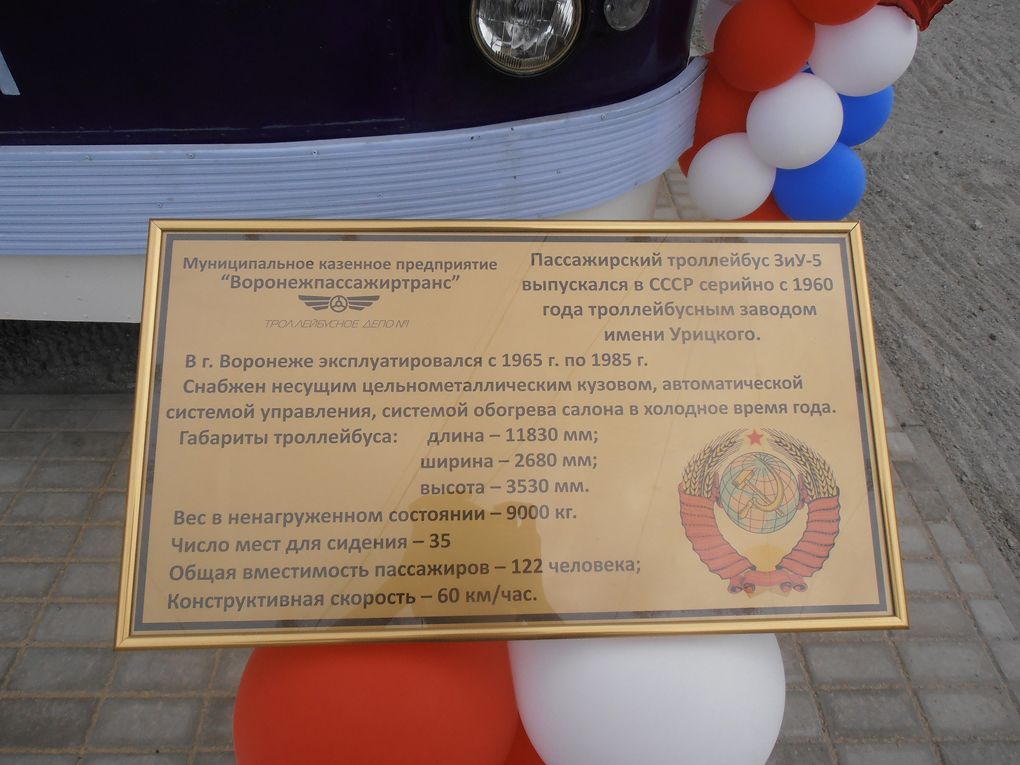 Муниципальное казенное предприятие
“Воронежпассажиртранс”
ТРОЛЛЕЙБУСНОЕ ДЕПО №1
Пассажирский троллейбус ЗиУ-5
выпускался в СССР серийно с 1960
года троллейбусным заводом
имени Урицкого.
В г. Воронеже эксплуатировался с 1965 г. по 1985 г.
Снабжен несущим цельнометаллическим кузовом, автоматической
системой управления, системой обогрева салона в холодное время года.
Габариты троллейбуса: длина – 11830 мм;
ширина – 2680 мм;
высота – 3530 мм.
Вес в ненагруженном состоянии – 9000 кг.
Число мест для сидения – 35
Общая вместимость пассажиров – 122 человека;
Конструктивная скорость – 60 км/час.